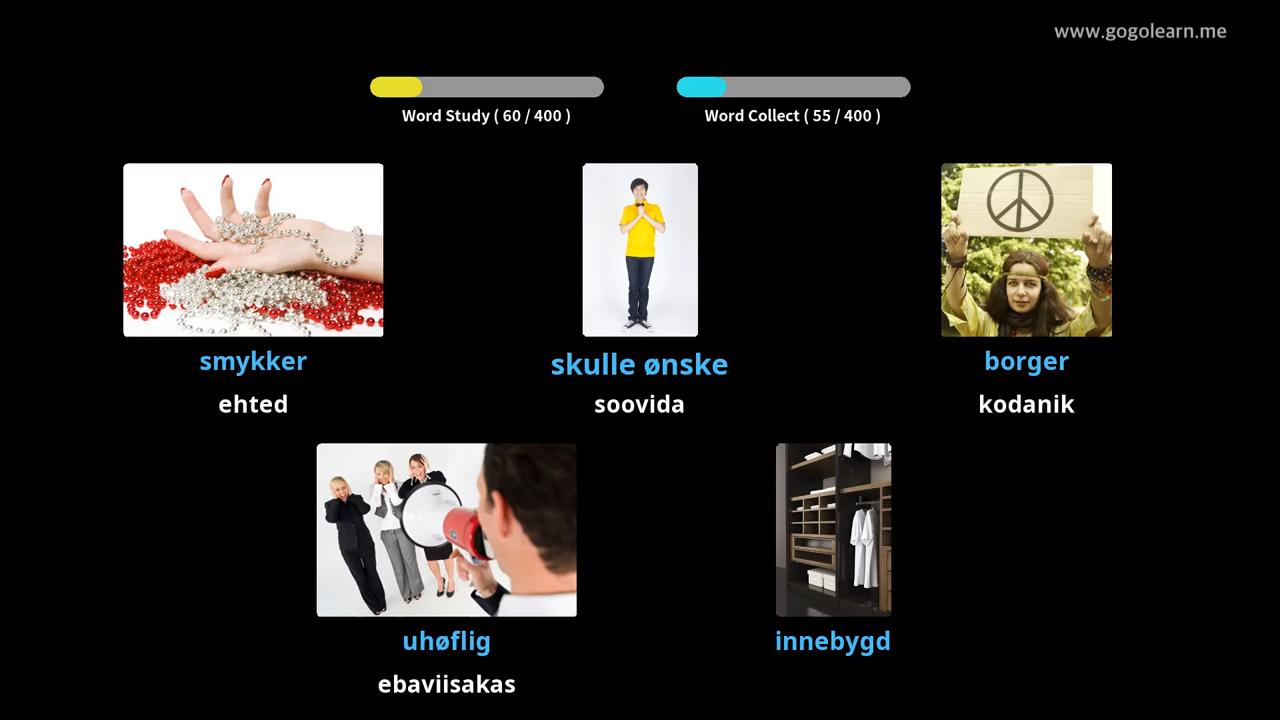 www.gogolearn.me
Word Study ( 60 / 400 )
Word Collect ( 55 / 400 )
smykker
skulle ønske
borger
ehted
soovida
kodanik
uhøflig
innebygd
ebaviisakas